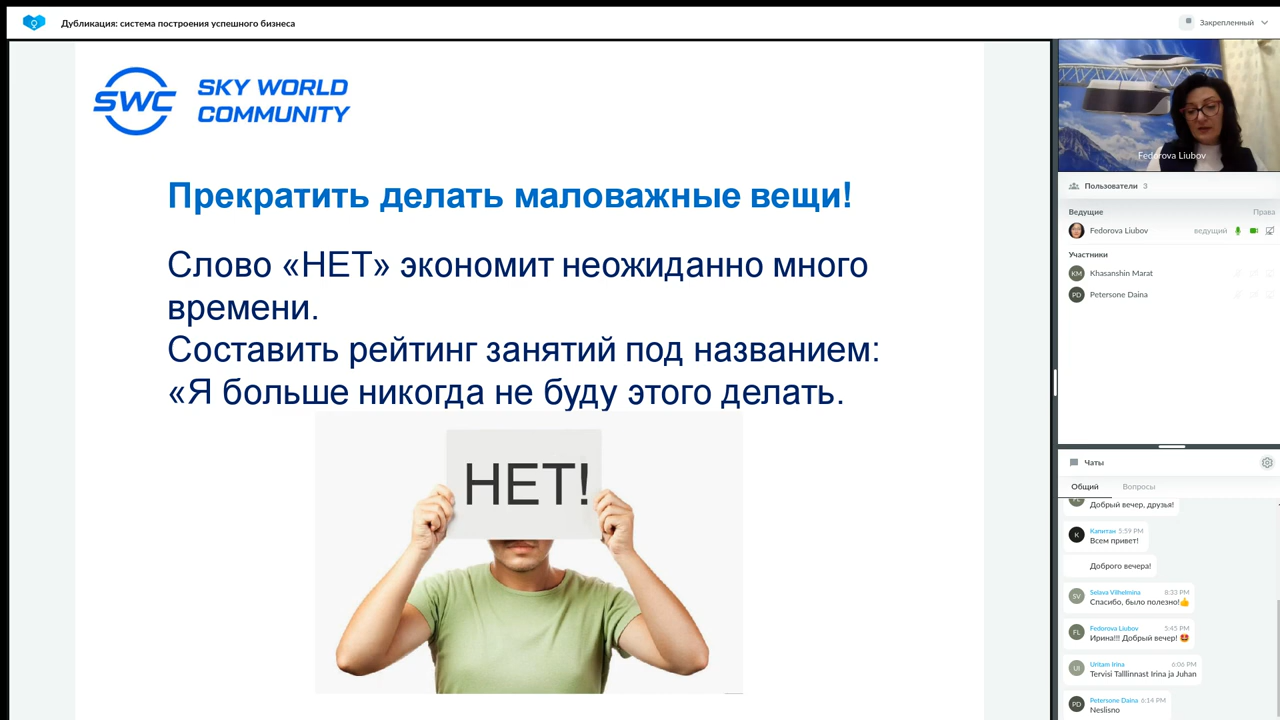 Дубликация: система построения успешного бизнеса
Закрепленный
SWC
SKY WORLD
COMMUNITY
Прекратить делать маловажные вещи!
Слово «НЕТ» экономит неожиданно много
времени.
Составить рейтинг занятий под названием:
«Я больше никогда не буду этого делать.
НЕТ!
Fedorova Liubov
Пользователи 3
Ведущие Права
Fedorova Liubov ведущий
Участники
KM Khasanshin Marat
PD Petersone Daina
Чаты
Общий Вопросы
Добрый вечер, друзья!
K Капитан 5:59 PM
Всем привет!
Доброго вечера!
SV Selava Vilhelmina 8:33 PM
Спасибо, было полезно!👍
FL Fedorova Liubov 5:45 PM
Ирина!!! Добрый вечер! 🤩
UI Uritam Irina 6:06 PM
Tervisi Talllinnast Irina ja Juhan
PD Petersone Daina 6:14 PM
Neslisno